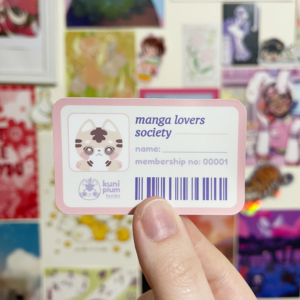 manga lovers
society
name:
membership no: 00001
kuni
plum